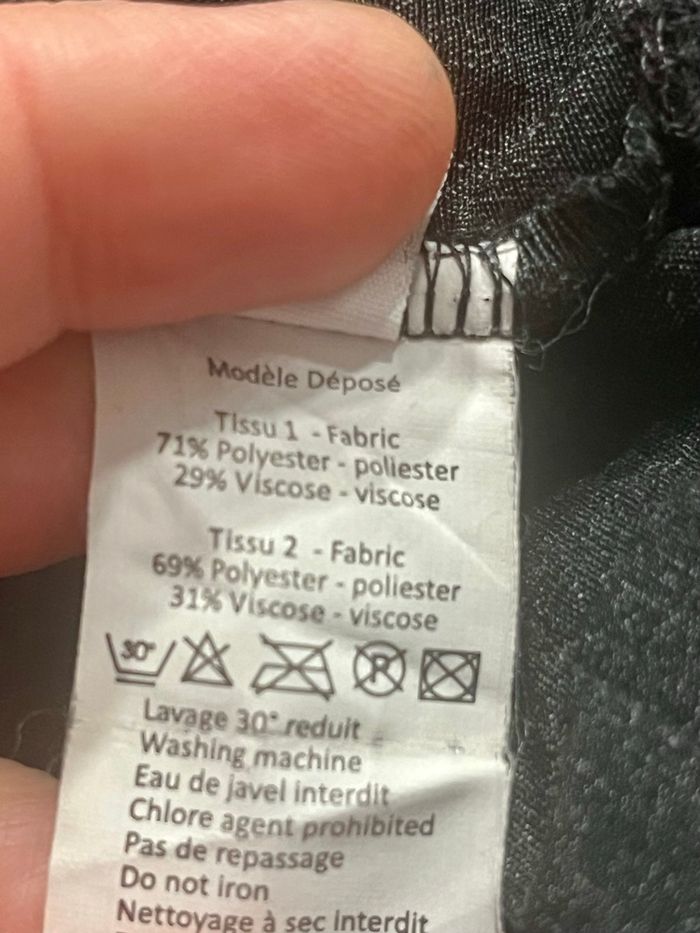 Modèle Déposé
Tissu 1 - Fabric
71% Polyester - poliester
29% Viscose - viscose
Tissu 2 - Fabric
69% Polyester - poliester
31% Viscose - viscose
30° P
Lavage 30° reduit
Washing machine
Eau de javel interdit
Chlore agent prohibited
Pas de repassage
Do not iron
Nettoyage à sec interdit